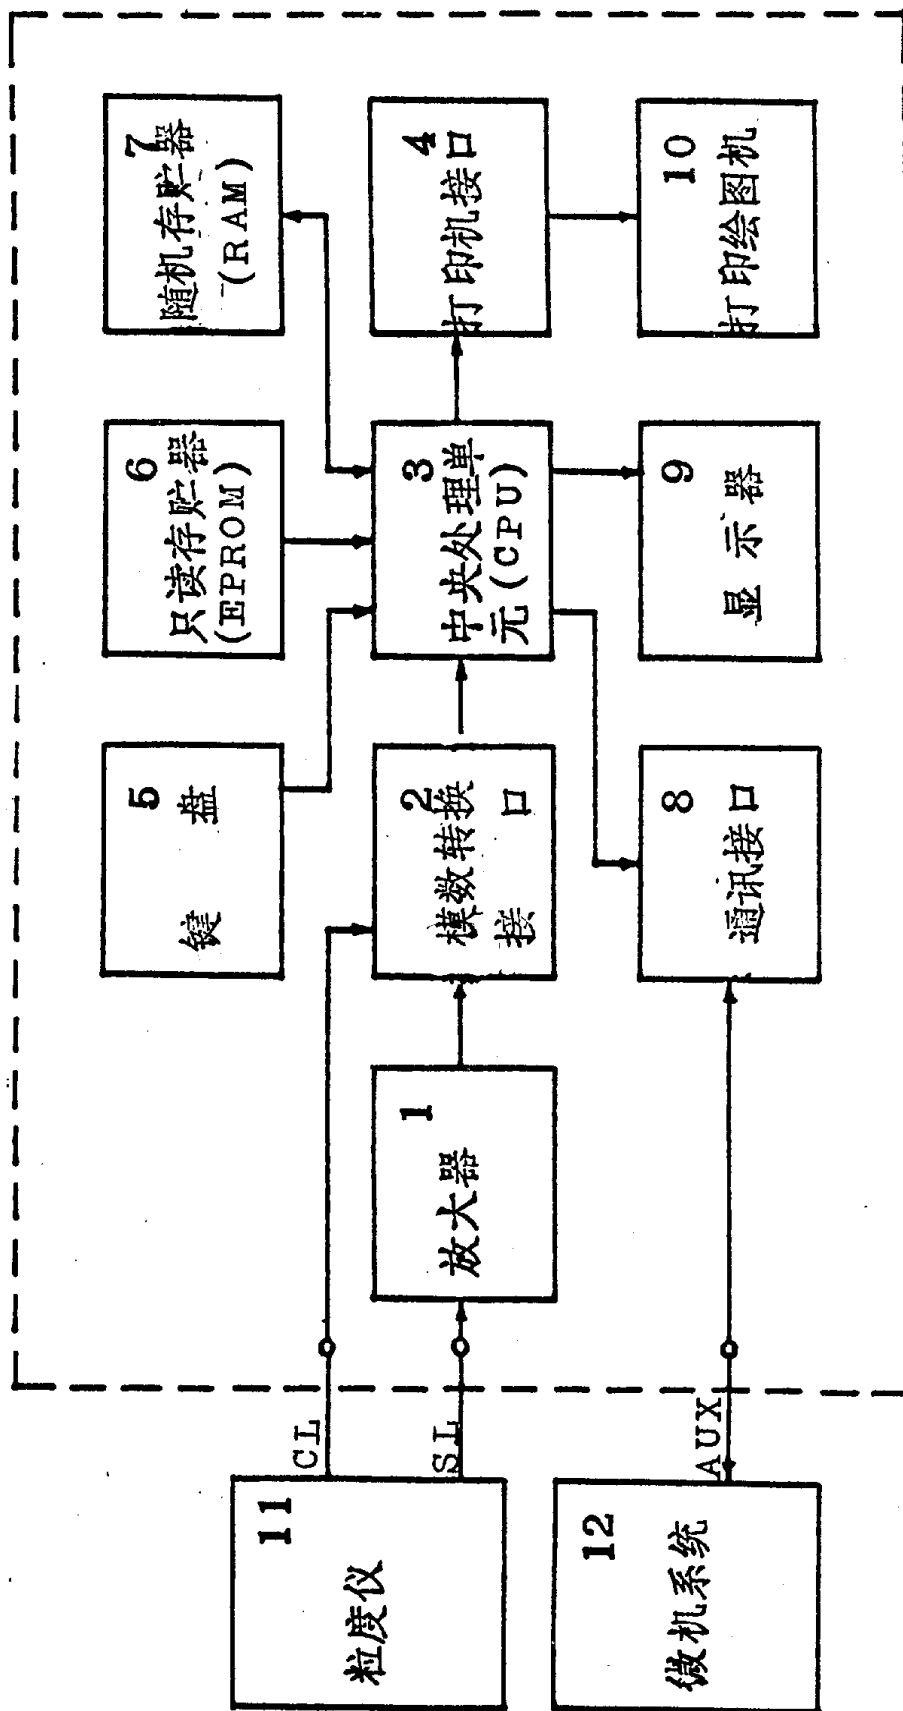 5
键 盘
6
只读存贮器
(EPROM)
7
随机存贮器
(RAM)
11
粒度仪
CL
SL
1
放大器
2
模数转换
接 口
3
中央处理单
元(CPU)
4
打印机接口
12
微机系统
AUX
8
通讯接口
9
显 示 器
10
打印绘图机